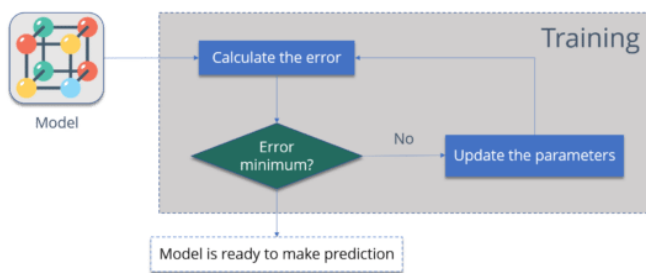 Training
Calculate the error
Model
Error
minimum?
No
Update the parameters
Model is ready to make prediction